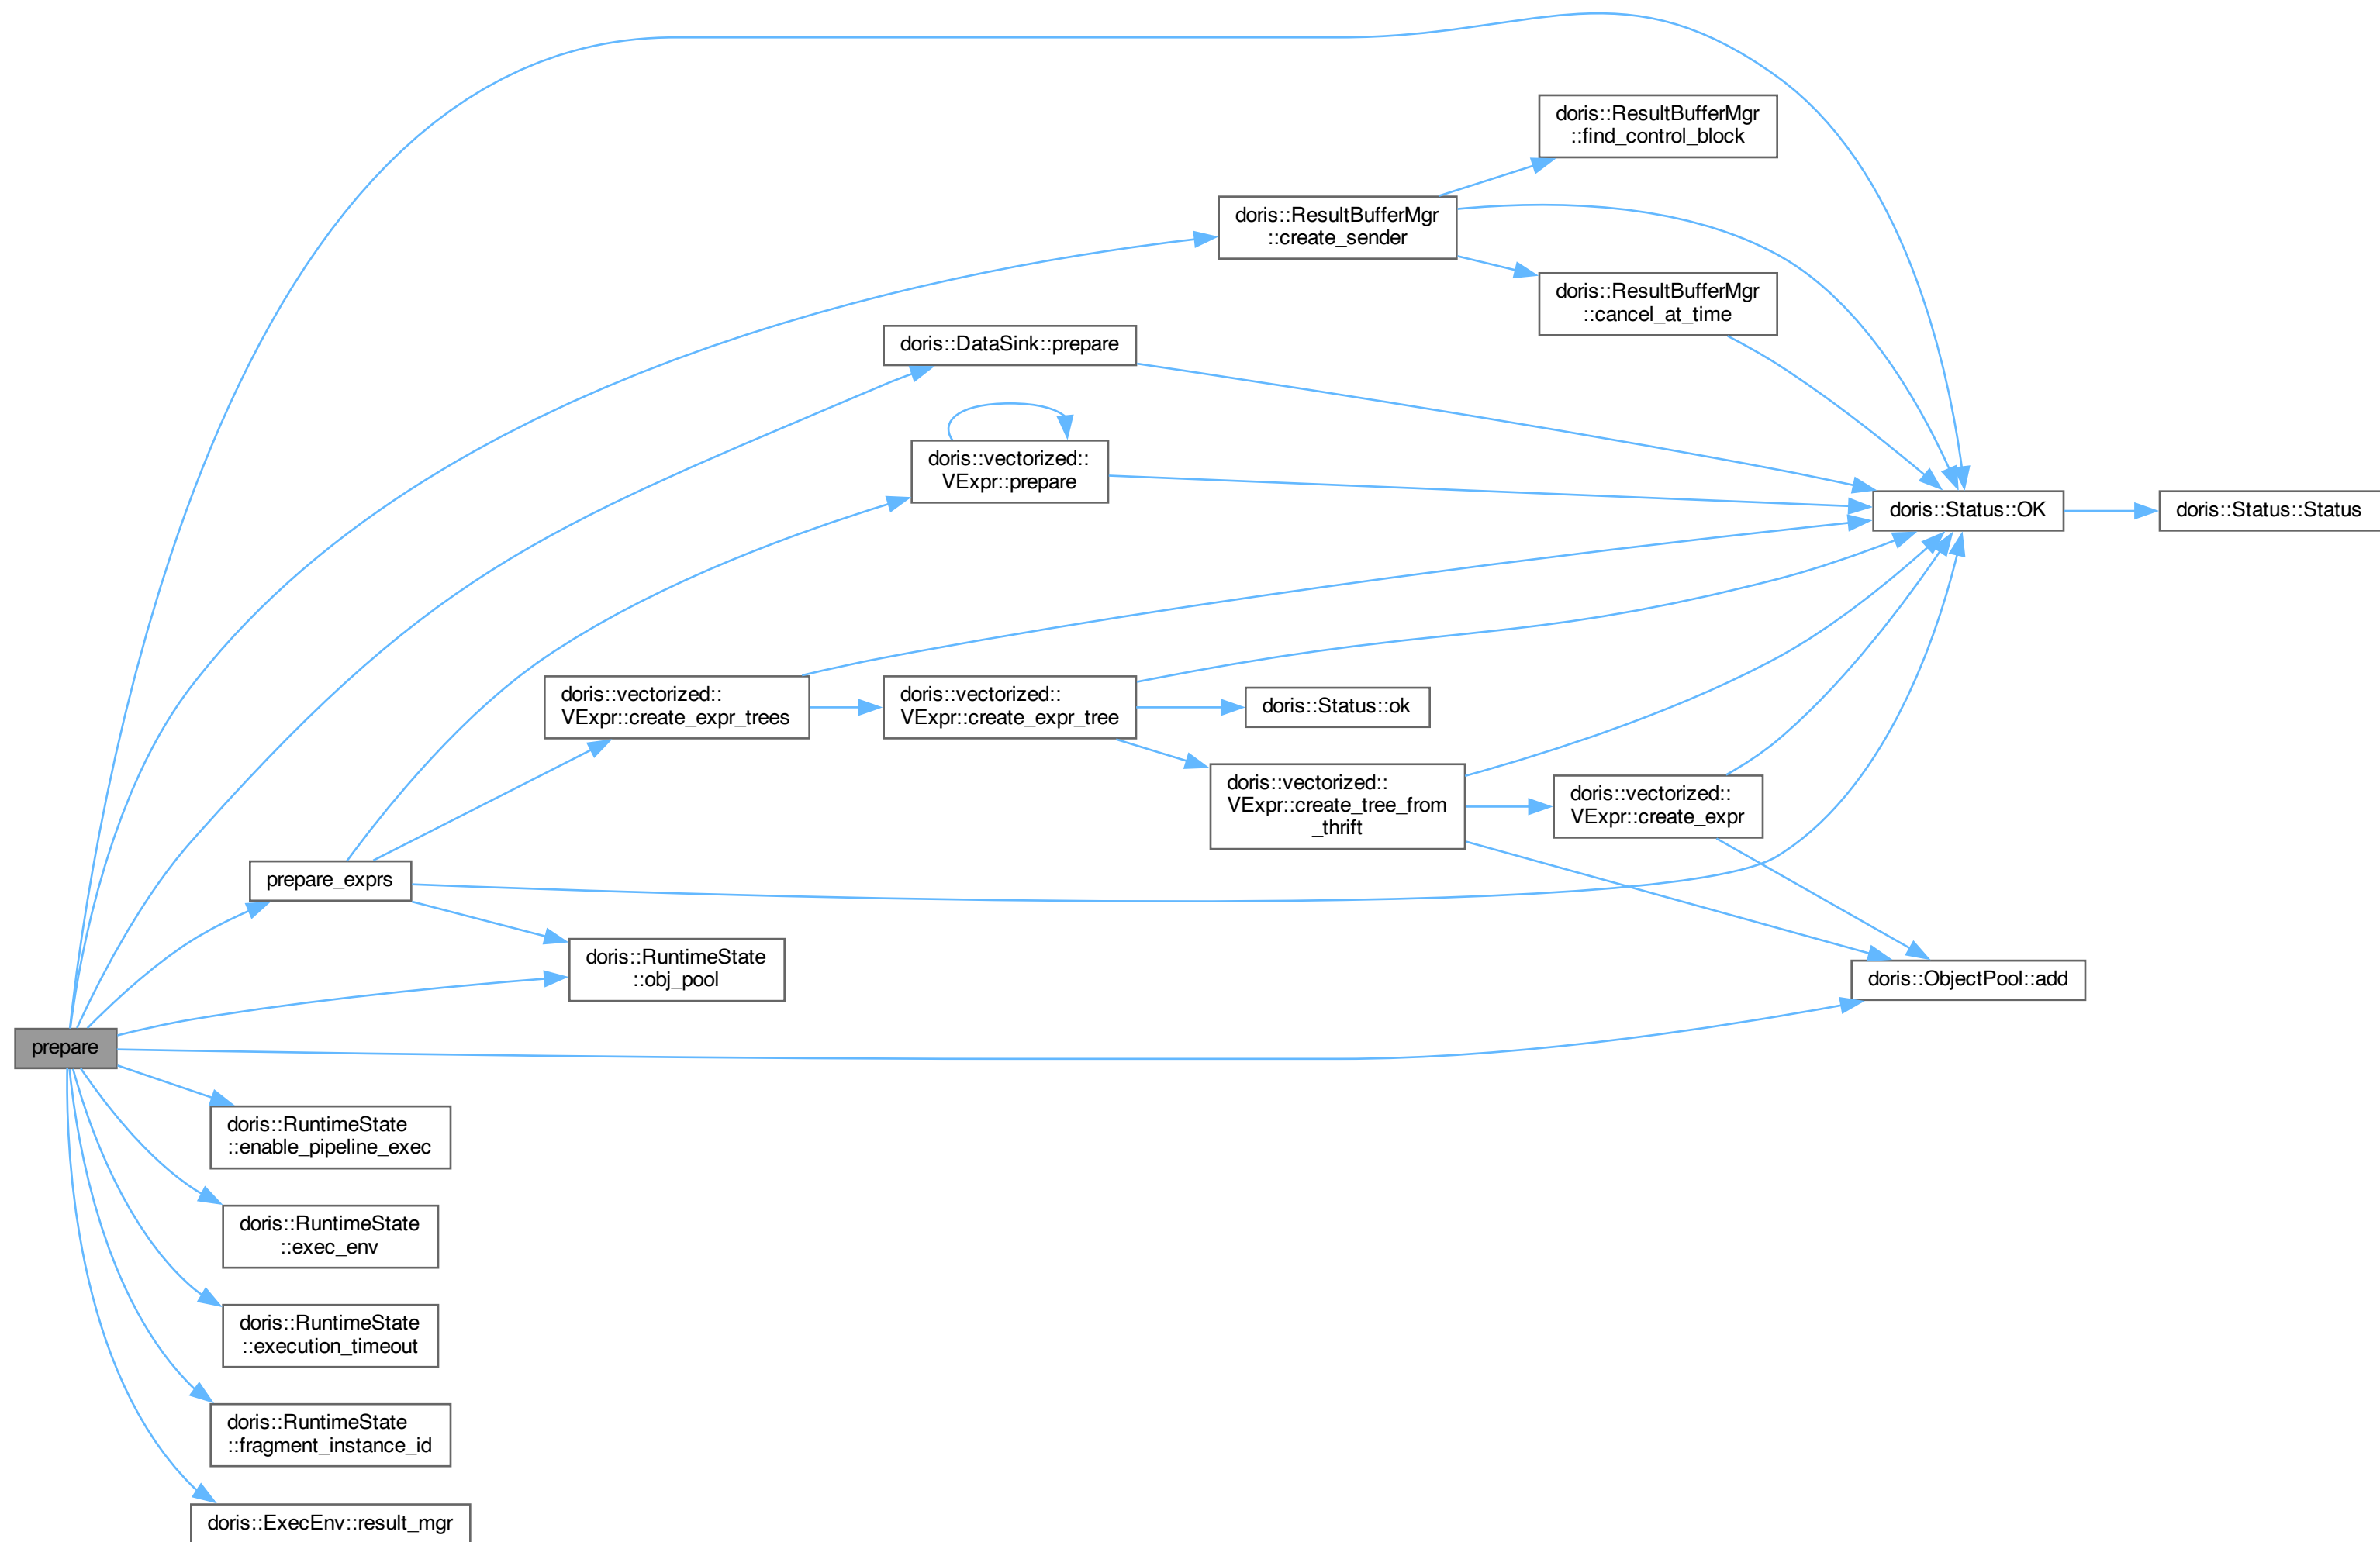 doris::ResultBufferMgr
::find_control_block
doris::ResultBufferMgr
::create_sender
doris::ResultBufferMgr
::cancel_at_time
doris::DataSink::prepare
doris::vectorized::
VExpr::prepare
doris::Status::OK
doris::Status::Status
doris::vectorized::
VExpr::create_expr_trees
doris::vectorized::
VExpr::create_expr_tree
doris::Status::ok
doris::vectorized::
VExpr::create_tree_from
_thrift
doris::vectorized::
VExpr::create_expr
prepare_exprs
doris::RuntimeState
::obj_pool
doris::ObjectPool::add
prepare
doris::RuntimeState
::enable_pipeline_exec
doris::RuntimeState
::exec_env
doris::RuntimeState
::execution_timeout
doris::RuntimeState
::fragment_instance_id
doris::ExecEnv::result_mgr